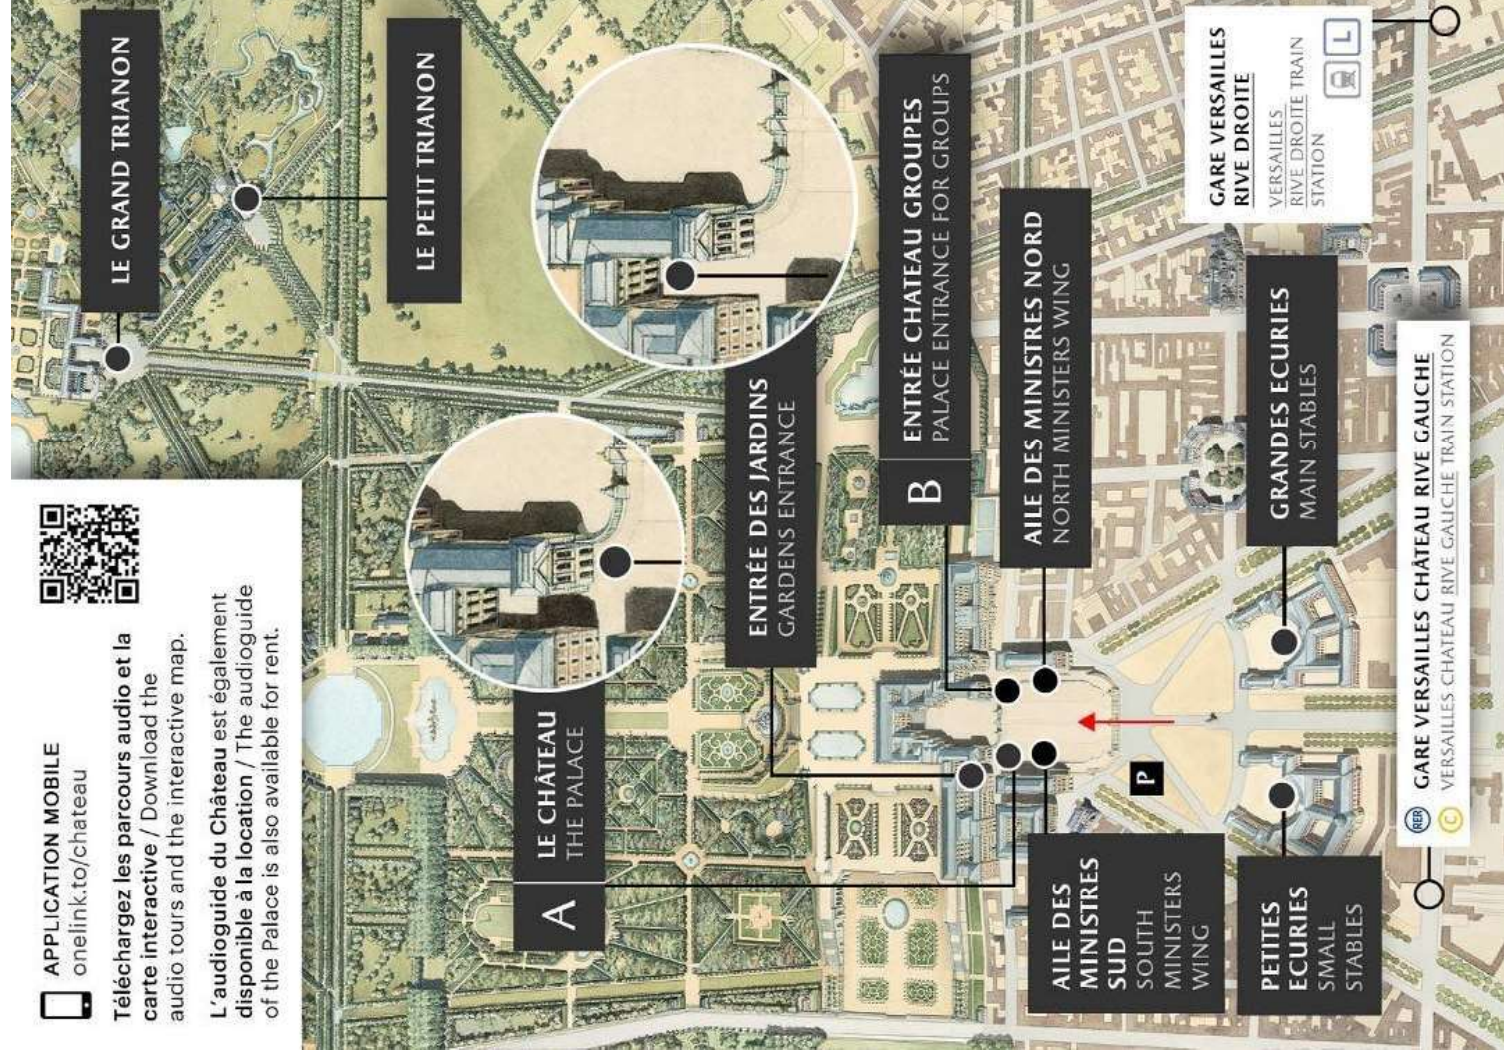 APPLICATION MOBILE
onelink.to/chateau
Téléchargez les parcours audio et la
carte interactive / Download the
audio tours and the interactive map.
L'audioguide du Château est également
disponible à la location / The audioguide
of the Palace is also available for rent.
LE GRAND TRIANON
LE PETIT TRIANON
A
LE CHÂTEAU
THE PALACE
ENTRÉE DES JARDINS
GARDENS ENTRANCE
B
ENTRÉE CHATEAU GROUPES
PALACE ENTRANCE FOR GROUPS
AILE DES MINISTRES NORD
NORTH MINISTERS WING
AILE DES
MINISTRES
SUD
SOUTH
MINISTERS
WING
P
GRANDES ECURIES
MAIN STABLES
PETITES
ECURIES
SMALL
STABLES
GARE VERSAILLES
RIVE DROITE
VERSAILLES
RIVE DROITE TRAIN
STATION
L
RER
GARE VERSAILLES CHÂTEAU RIVE GAUCHE
C
VERSAILLES CHATEAU RIVE GAUCHE TRAIN STATION